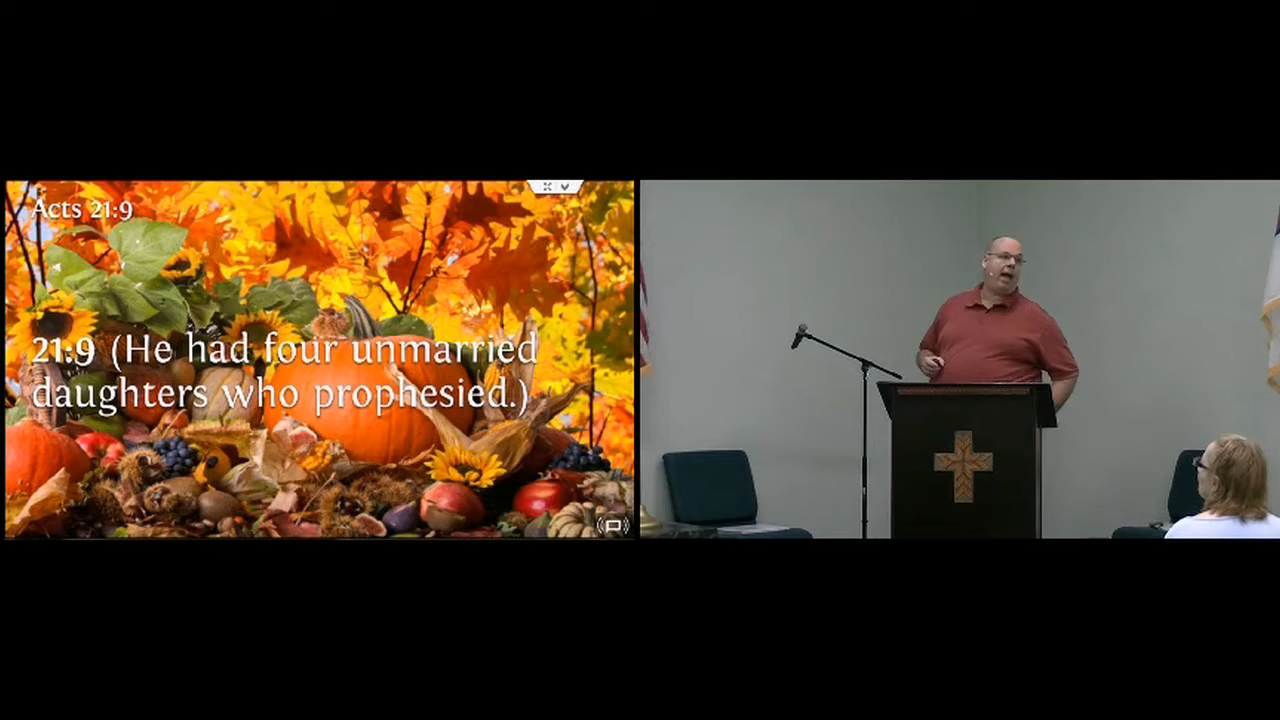 Acts 21:9
21:9 (He had four unmarried
daughters who prophesied.)